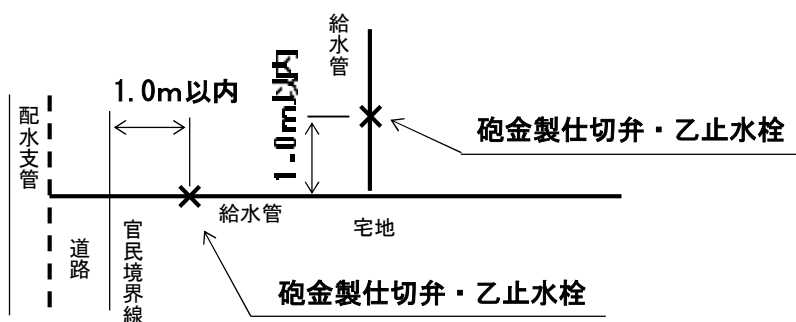 給水管
1.0m以内
1.0m以内
配水支管
砲金製仕切弁・乙止水栓
給水管
宅地
道路
官民境界線
砲金製仕切弁・乙止水栓